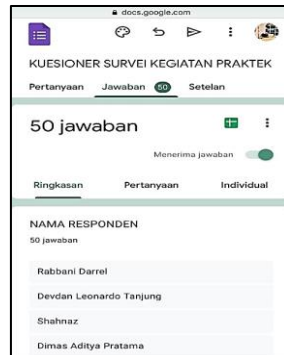 docs.google.com
KUESIONER SURVEI KEGIATAN PRAKTEK
Pertanyaan Jawaban 50 Setelan
50 jawaban
Menerima jawaban
Ringkasan Pertanyaan Individual
NAMA RESPONDEN
50 jawaban
Rabbani Darrel
Devdan Leonardo Tanjung
Shahnaz
Dimas Aditya Pratama